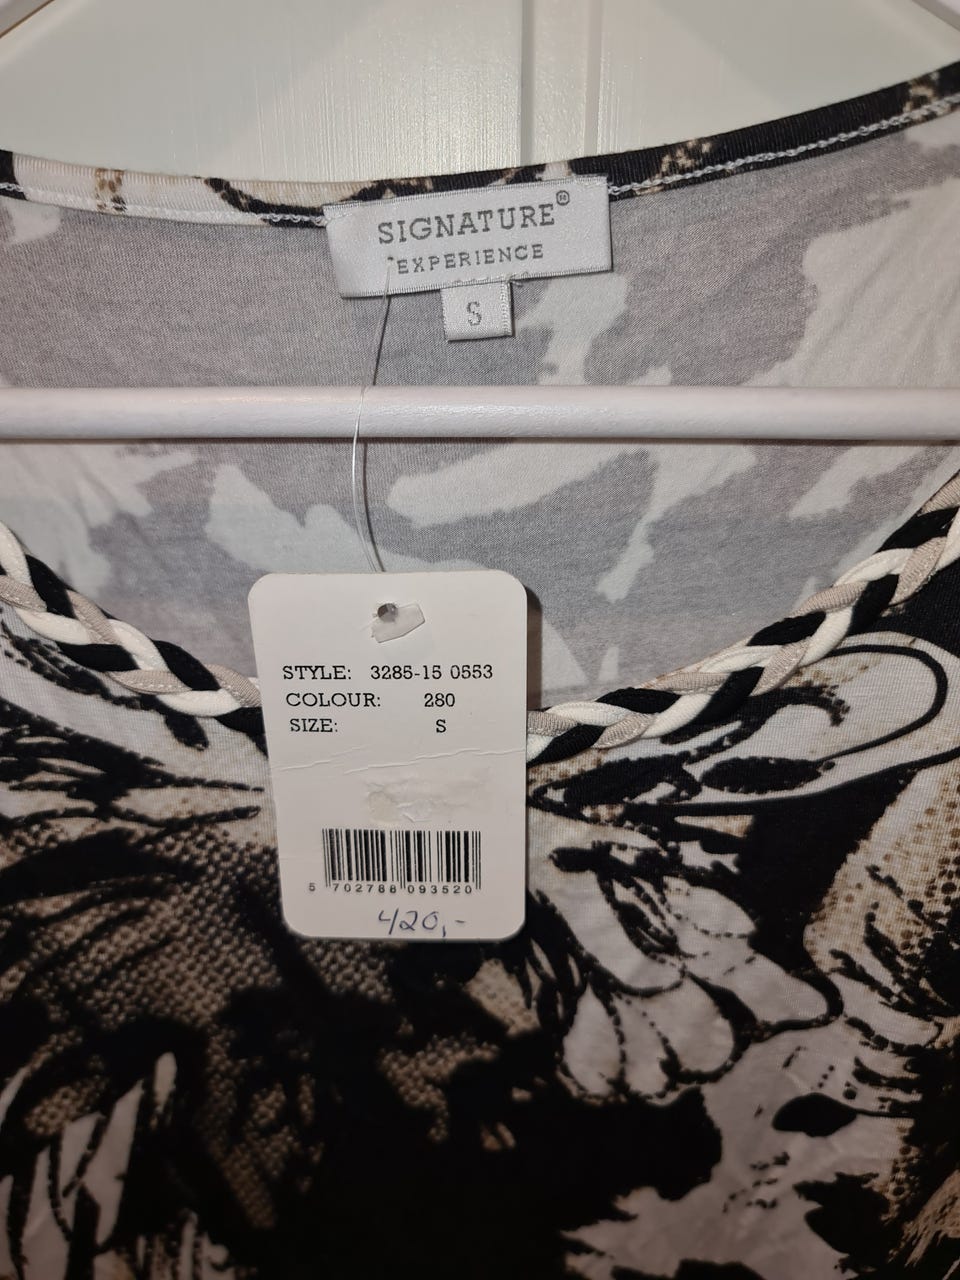 SIGNATURE®
EXPERIENCE
S
STYLE: 3285-15 0553
COLOUR: 280
SIZE: S
5 702788 093520
420,-